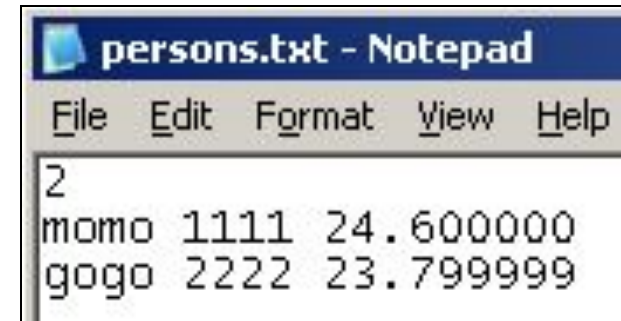 persons.txt - Notepad
File Edit Format View Help
2
momo 1111 24.600000
gogo 2222 23.799999